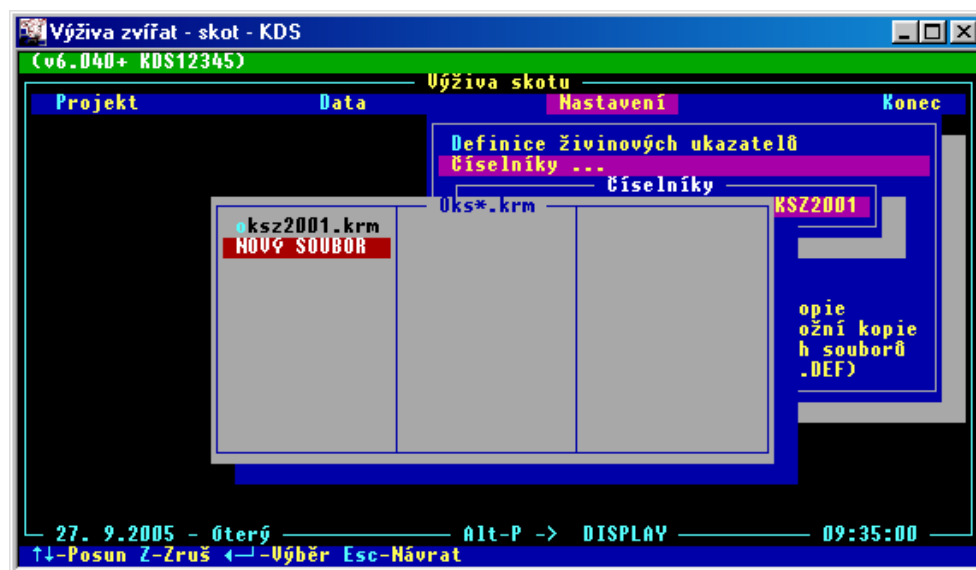 Výživa zvířat - skot - KDS
(v6.040+ KDS12345)
Výživa skotu
Projekt Data Nastavení Konec
Definice živinových ukazatelů
Číselníky ...
Číselníky
Oks*.krm
KSZ2001
oksz2001.krm
NOVÝ SOUBOR
opie
ožní kopie
h souborů
.DEF)
27. 9.2005 - úterý Alt-P -> DISPLAY 09:35:00
↑↓-Posun Z-Zruš ◄─┘-Výběr Esc-Návrat